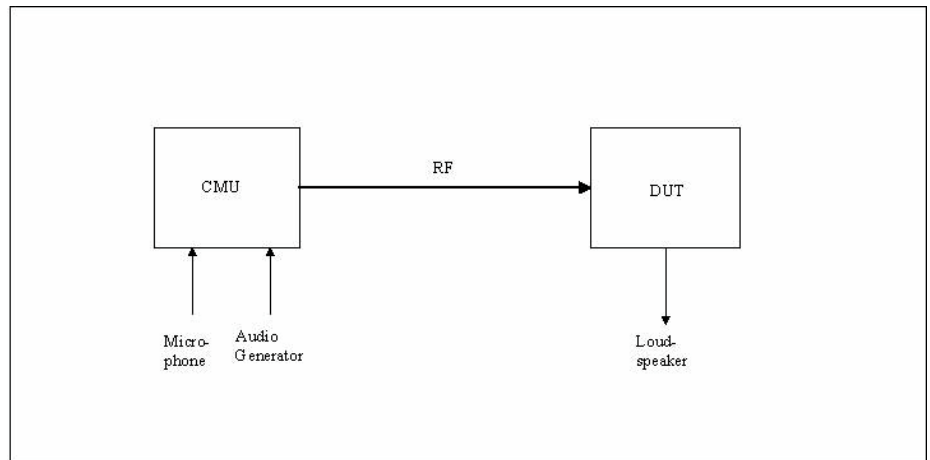 RF
CMU
DUT
Micro-
phone
Audio
Generator
Loud-
speaker